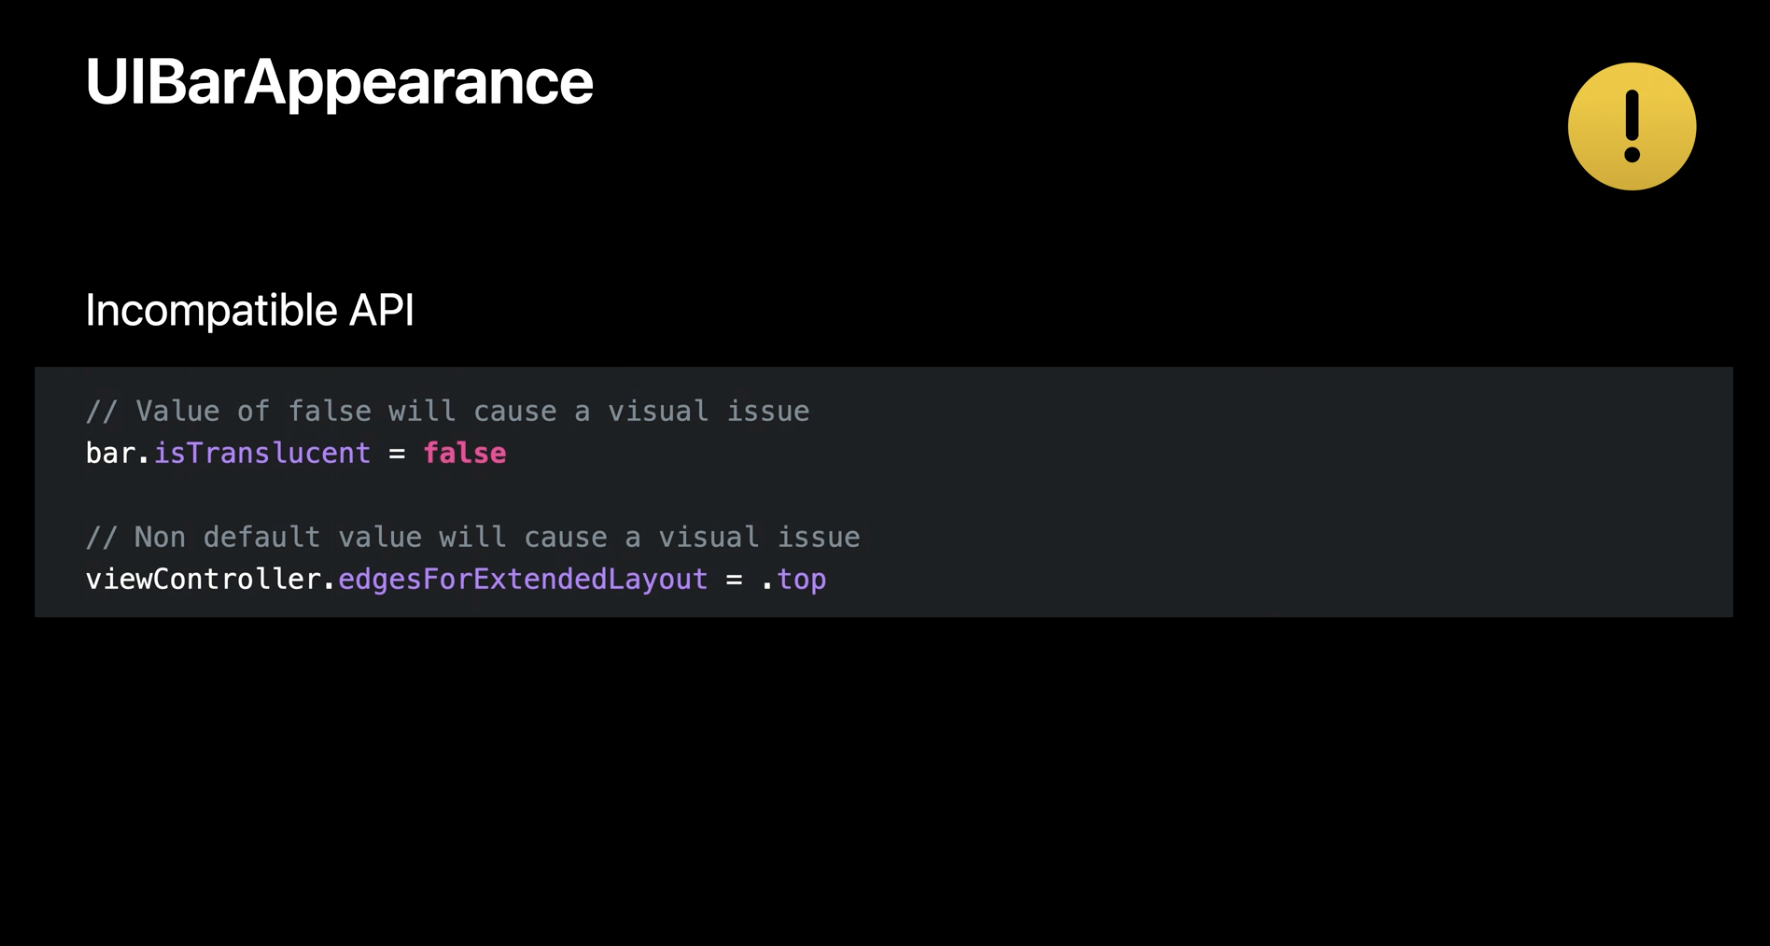 UIBarAppearance
Incompatible API
// Value of false will cause a visual issue
bar.isTranslucent = false
// Non default value will cause a visual issue
viewController.edgesForExtendedLayout = .top